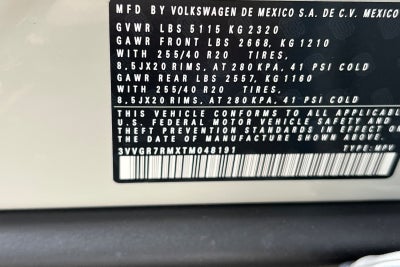 MFD BY VOLKSWAGEN DE MEXICO S.A. DE C.V. MEXICO
GVWR LBS 5115 KG 2320
GAWR FRONT LBS 2668, KG 1210
WITH 255/40 R20 TIRES,
8.5JX20 RIMS, AT 280 KPA, 41 PSI COLD
GAWR REAR LBS 2557, KG 1160
WITH 255/40 R20 TIRES,
8.5JX20 RIMS, AT 280 KPA, 41 PSI COLD
THIS VEHICLE CONFORMS TO ALL APPLICABL
U.S. FEDERAL MOTOR VEHICLE SAFETY
THEFT PREVENTION STANDARDS IN EFFECT O
THE DATE OF MANUFACTURE SHOWN ABOVE
3VVGR7RMXTM048191 TYPE: MPV